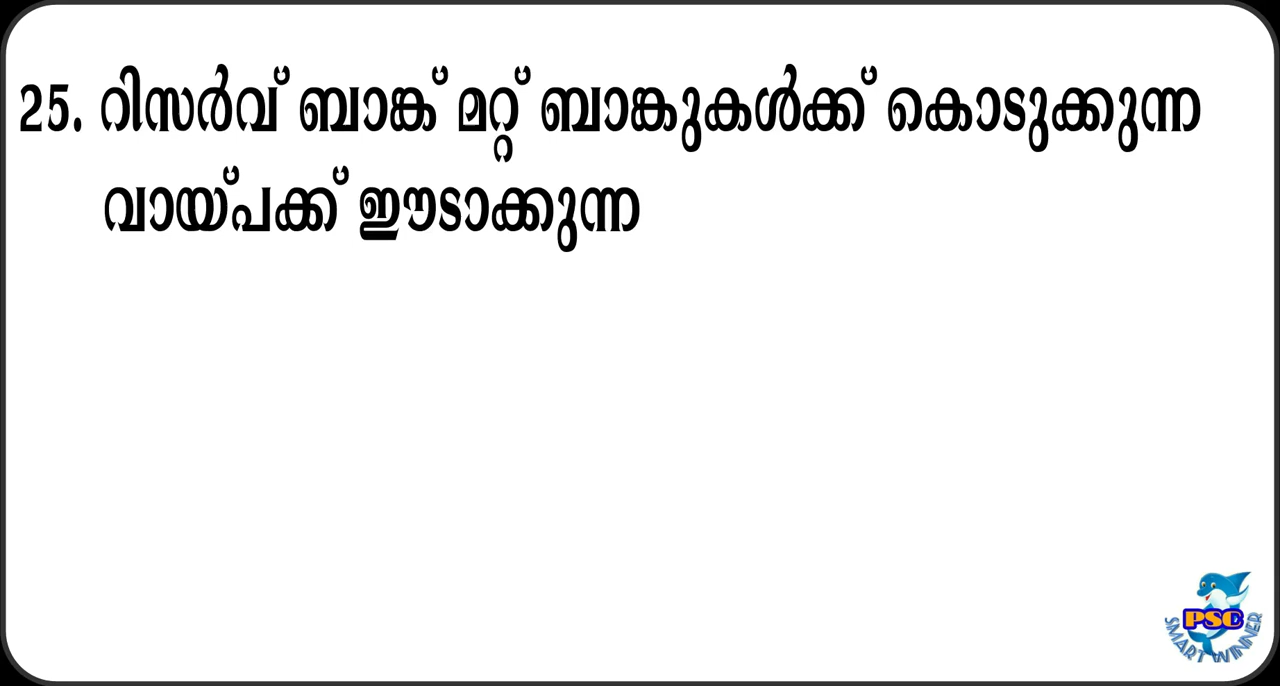 25. റിസർവ് ബാങ്ക് മറ്റ് ബാങ്കുകൾക്ക് കൊടുക്കുന്ന
വായ്പക്ക് ഈടാക്കുന്ന
PSC
SMART WINNER